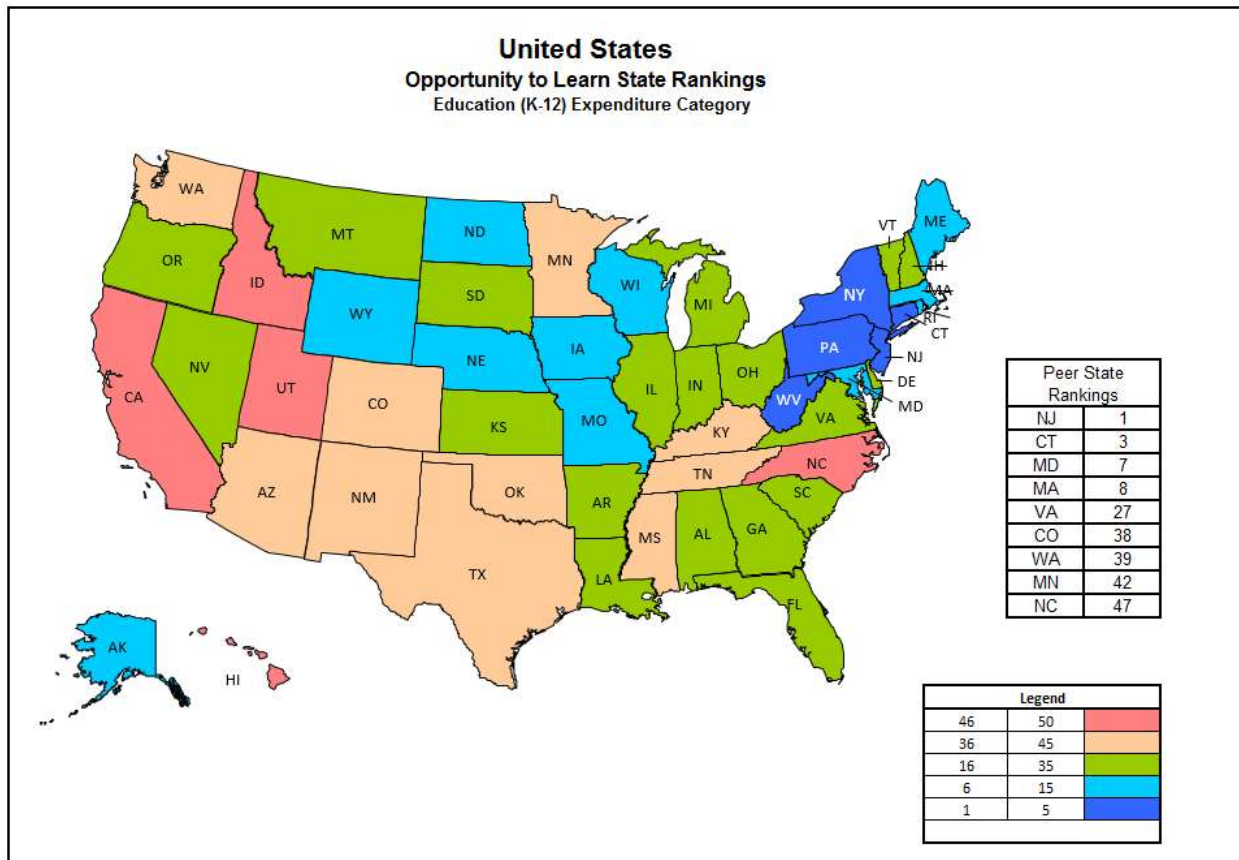 United States
Opportunity to Learn State Rankings
Education (K-12) Expenditure Category
WA
MT
ND
MN
ME
VT
NH
OR
ID
SD
WI
MI
NY
MA
RI
CT
WY
IA
PA
NJ
NV
NE
IL
IN
OH
DE
MD
CA
UT
CO
KS
MO
WV
VA
KY
NC
AZ
NM
OK
TN
AR
SC
MS
AL
GA
TX
LA
FL
AK
HI
Peer State
Rankings
NJ 1
CT 3
MD 7
MA 8
VA 27
CO 38
WA 39
MN 42
NC 47
Legend
46 50
36 45
16 35
6 15
1 5